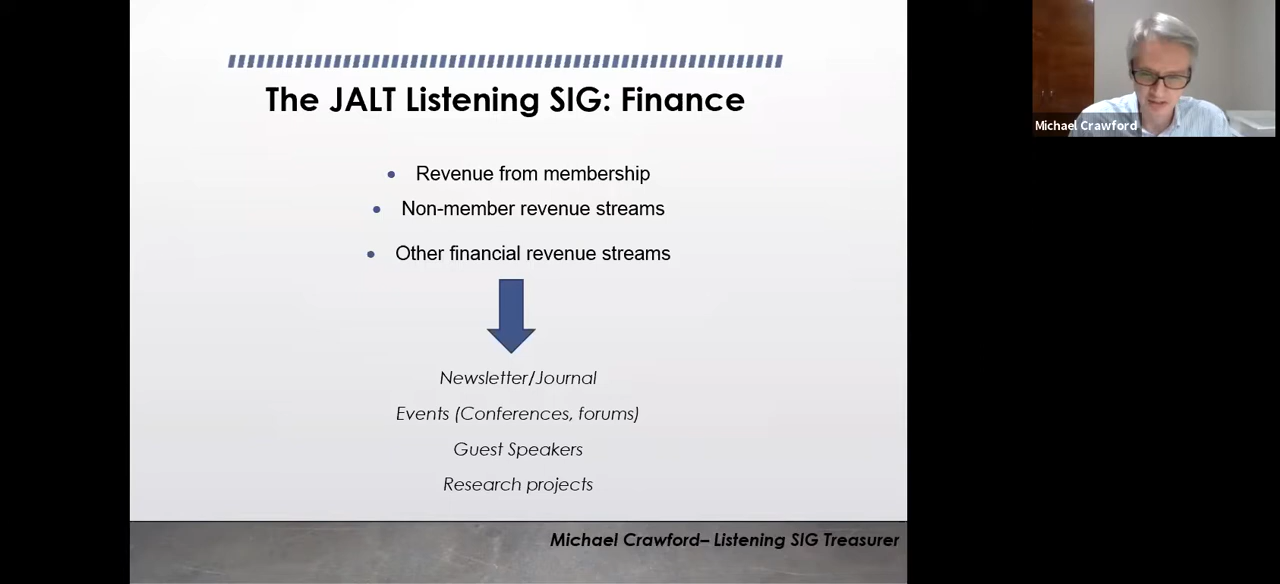 The JALT Listening SIG: Finance
• Revenue from membership
• Non-member revenue streams
• Other financial revenue streams
Newsletter/Journal
Events (Conferences, forums)
Guest Speakers
Research projects
Michael Crawford– Listening SIG Treasurer
Michael Crawford